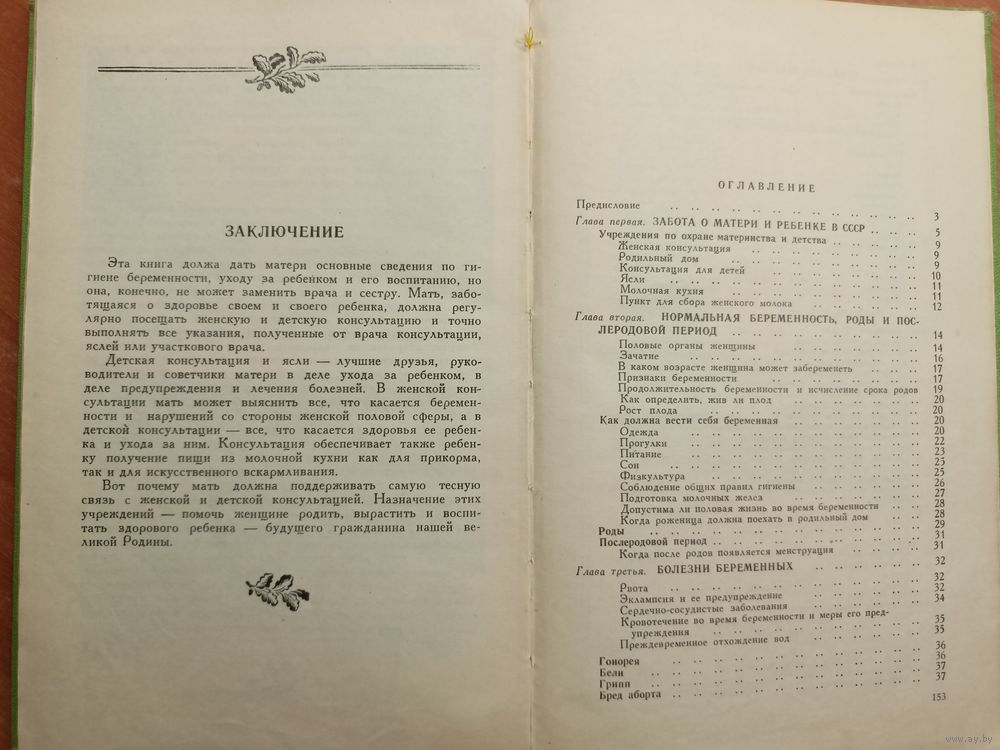 ЗАКЛЮЧЕНИЕ
Эта книга должа дать матери основные сведения по ги-
гиене беременности, уходу за ребенком и его воспитанию, но
она, конечно, не может заменить врача и сестру. Мать, забо-
тящаяся о здоровье своем и своего ребенка, должна регу-
лярно посещать женскую и детскую консультацию и точно
выполнять все указания, полученные от врача консультации,
яслей или участкового врача.
Детская консультация и ясли — лучшие друзья, руко-
водители и советчики матери в деле ухода за ребенком, в
деле предупреждения и лечения болезней. В женской кон-
сультации мать может выяснить все, что касается беремен-
ности и нарушений со стороны женской половой сферы, а в
детской консультации — все, что касается здоровья ее ребен-
ка и ухода за ним. Консультация обеспечивает также ребен-
ку получение пищи из молочной кухни как для прикорма,
так и для искусственного вскармливания.
Вот почему мать должна поддерживать самую тесную
связь с женской и детской консультацией. Назначение этих
учреждений — помочь женщине родить, вырастить и воспи-
тать здорового ребенка — будущего гражданина нашей ве-
ликой Родины.
ОГЛАВЛЕНИЕ
Предисловие 3
Глава первая. ЗАБОТА О МАТЕРИ И РЕБЕНКЕ В СССР 5
Учреждения по охране материнства и детства 9
Женская консультация 9
Родильный дом 9
Консультация для детей 10
Ясли 11
Молочная кухня 11
Пункт для сбора женского молока 12
Глава вторая. НОРМАЛЬНАЯ БЕРЕМЕННОСТЬ, РОДЫ И ПОС-
ЛЕРОДОВОЙ ПЕРИОД 14
Половые органы женщины 14
Зачатие 16
В каком возрасте женщина может забеременеть 17
Признаки беременности 17
Продолжительность беременности и исчисление срока родов 19
Как определить, жив ли плод 20
Рост плода 20
Как должна вести себя беременная 20
Одежда 20
Прогулки 22
Питание 23
Сон 25
Физкультура 25
Соблюдение общих правил гигиены 26
Подготовка молочных желез 27
Допустима ли половая жизнь во время беременности 28
Когда роженица должна поехать в родильный дом 28
Роды 29
Послеродовой период 31
Когда после родов появляется менструация 31
Глава третья. БОЛЕЗНИ БЕРЕМЕННЫХ 32
Рвота 32
Эклампсия и ее предупреждение 32
Сердечно-сосудистые заболевания 34
Кровотечение во время беременности и меры его пред-
упреждения 35
Преждевременное отхождение вод 35
Гонорея 36
Бели 36
Грипп 37
Бред аборта 37
153
www.ay.by